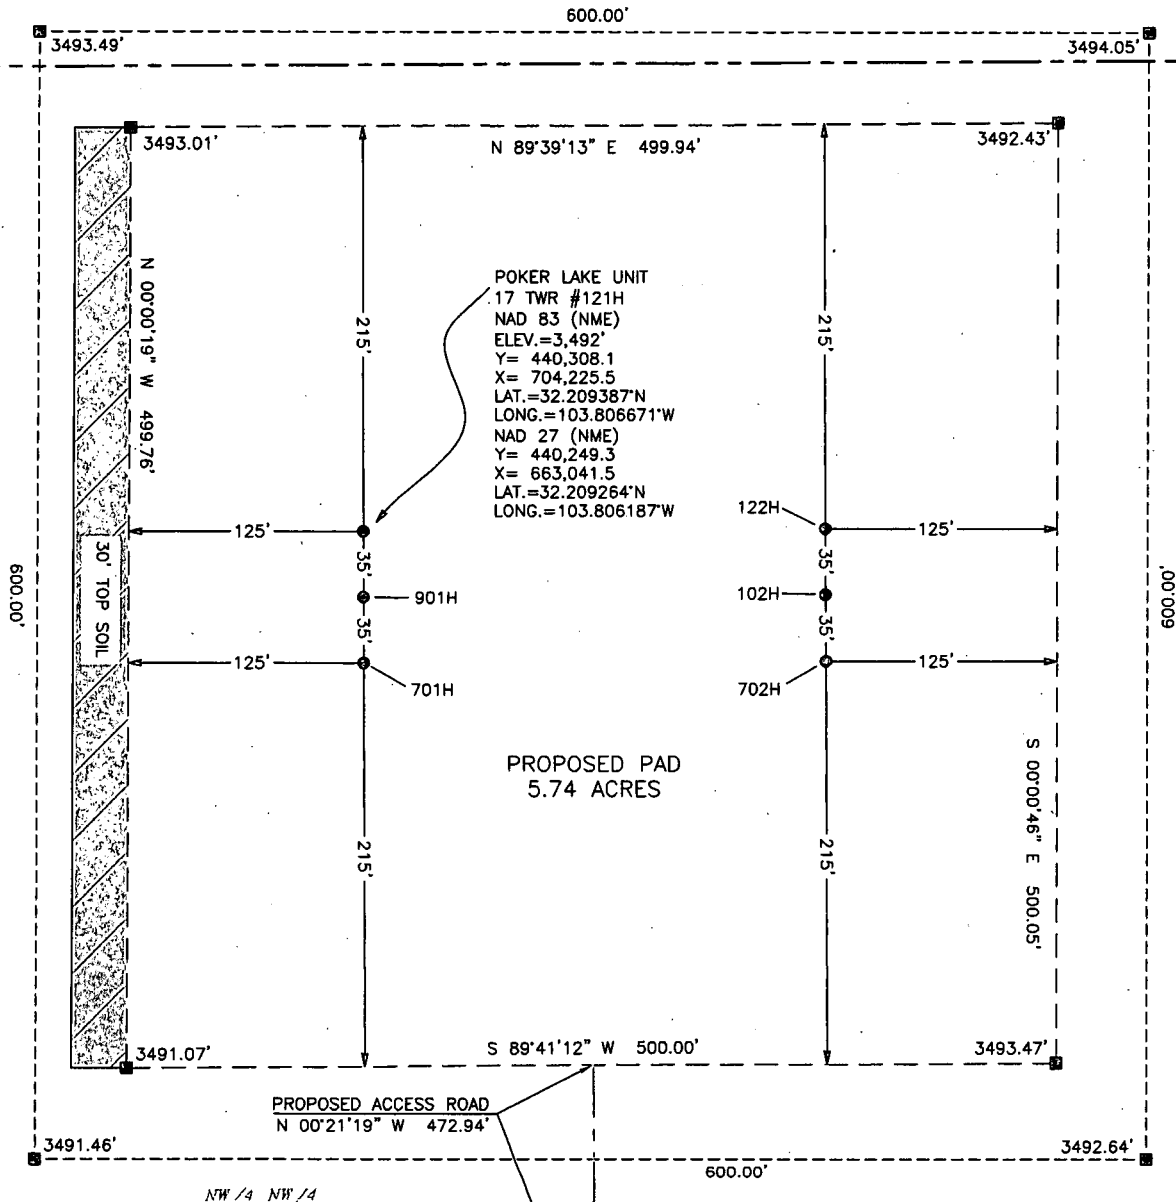 600.00'
3493.49'
3494.05'
3493.01'
N 89°39'13" E 499.94'
3492.43'
N 00°00'19" W 499.76'
POKER LAKE UNIT
17 TWR #121H
NAD 83 (NME)
ELEV.=3,492'
Y= 440,308.1
X= 704,225.5
LAT.=32.209387°N
LONG.=103.806671°W
NAD 27 (NME)
Y= 440,249.3
X= 663,041.5
LAT.=32.209264°N
LONG.=103.806187°W
215'
215'
122H
125'
125'
35'
35'
30' TOP SOIL
901H
102H
600.00'
600.00'
35'
35'
125'
125'
701H
702H
PROPOSED PAD
5.74 ACRES
S 00°00'46" E 500.05'
215'
215'
3491.07'
S 89°41'12" W 500.00'
3493.47'
PROPOSED ACCESS ROAD
N 00°21'19" W 472.94'
3491.46'
3492.64'
600.00'
NW/4 NW/4